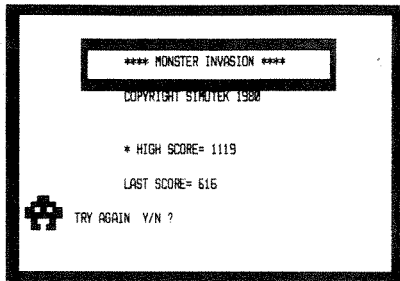 **** MONSTER INVASION ****
COPYRIGHT SIMUTEK 1980
* HIGH SCORE= 1119
LAST SCORE= 616
TRY AGAIN Y/N ?